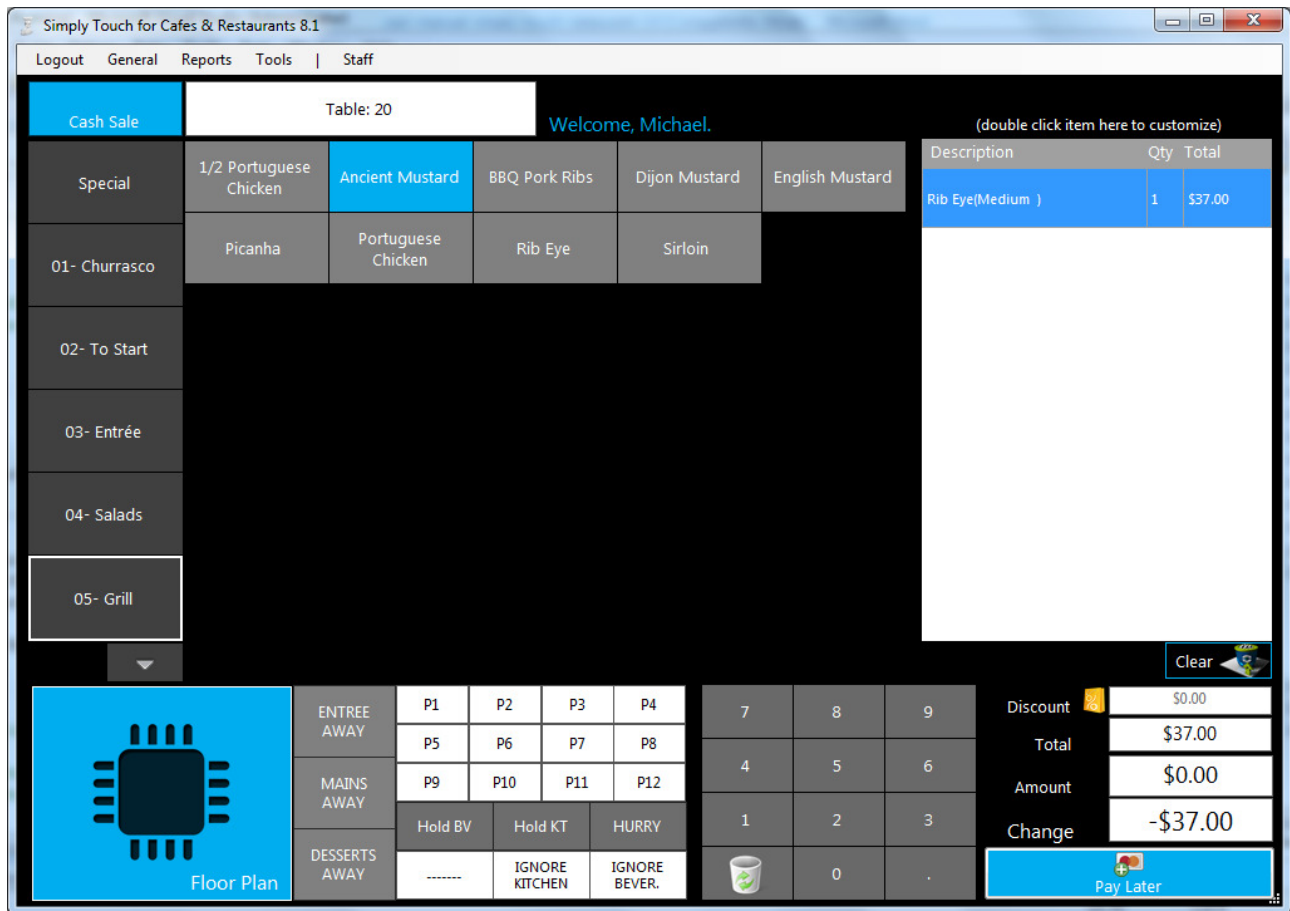 Simply Touch for Cafes & Restaurants 8.1
Logout General Reports Tools | Staff
Cash Sale
Table: 20
Welcome, Michael.
(double click item here to customize)
Special
01- Churrasco
02- To Start
03- Entrée
04- Salads
05- Grill
1/2 Portuguese
Chicken
Ancient Mustard
BBQ Pork Ribs
Dijon Mustard
English Mustard
Picanha
Portuguese
Chicken
Rib Eye
Sirloin
Description Qty Total
Rib Eye(Medium ) 1 $37.00
Clear
Floor Plan
ENTREE
AWAY
MAINS
AWAY
DESSERTS
AWAY
P1 P2 P3 P4
P5 P6 P7 P8
P9 P10 P11 P12
Hold BV Hold KT HURRY
-------
IGNORE
KITCHEN
IGNORE
BEVER.
7 8 9
4 5 6
1 2 3
0 .
Discount $0.00
Total $37.00
Amount $0.00
Change -$37.00
Pay Later